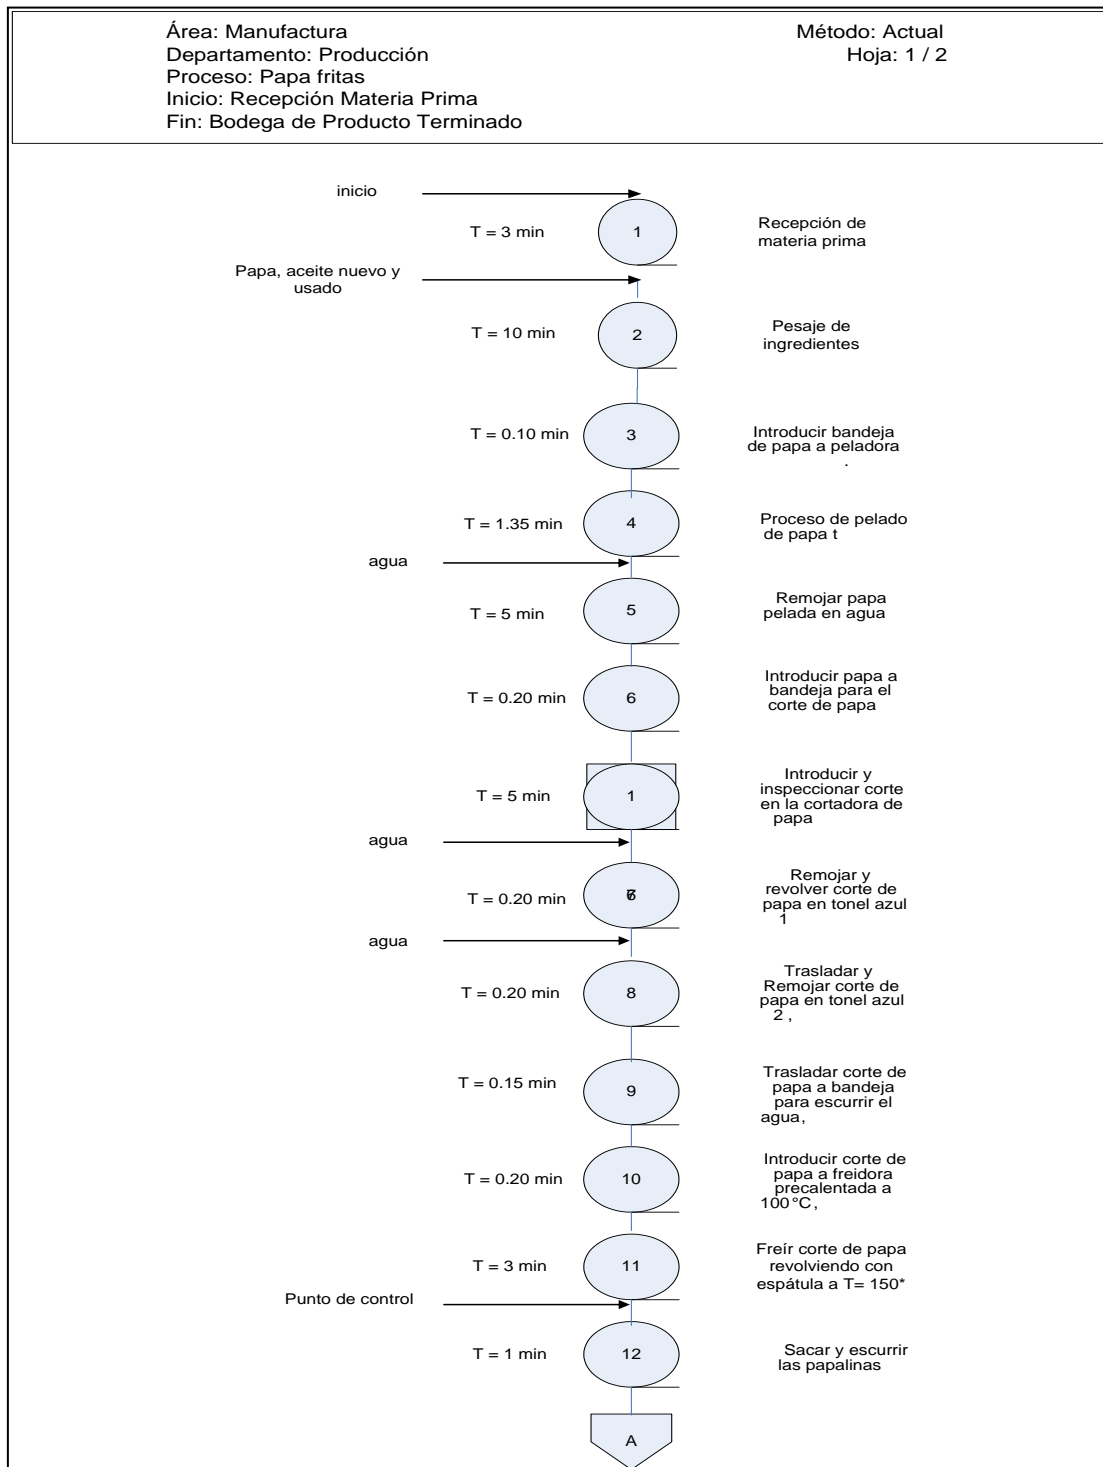 Área: Manufactura
Método: Actual
Departamento: Producción
Hoja: 1 / 2
Proceso: Papa fritas
Inicio: Recepción Materia Prima
Fin: Bodega de Producto Terminado
inicio
T = 3 min
1
Recepción de
materia prima
Papa, aceite nuevo y
usado
T = 10 min
2
Pesaje de
ingredientes
T = 0.10 min
3
Introducir bandeja
de papa a peladora
.
T = 1.35 min
4
Proceso de pelado
de papa t
agua
T = 5 min
5
Remojar papa
pelada en agua
T = 0.20 min
6
Introducir papa a
bandeja para el
corte de papa
T = 5 min
1
Introducir y
inspeccionar corte
en la cortadora de
papa
agua
T = 0.20 min
Remojar y
revolver corte de
papa en tonel azul
1
agua
T = 0.20 min
8
Trasladar y
Remojar corte de
papa en tonel azul
2 ,
T = 0.15 min
9
Trasladar corte de
papa a bandeja
para escurrir el
agua,
T = 0.20 min
10
Introducir corte de
papa a freidora
precalentada a
100°C,
T = 3 min
11
Freír corte de papa
revolviendo con
espátula a T= 150*
Punto de control
T = 1 min
12
Sacar y escurrir
las papalinas
A